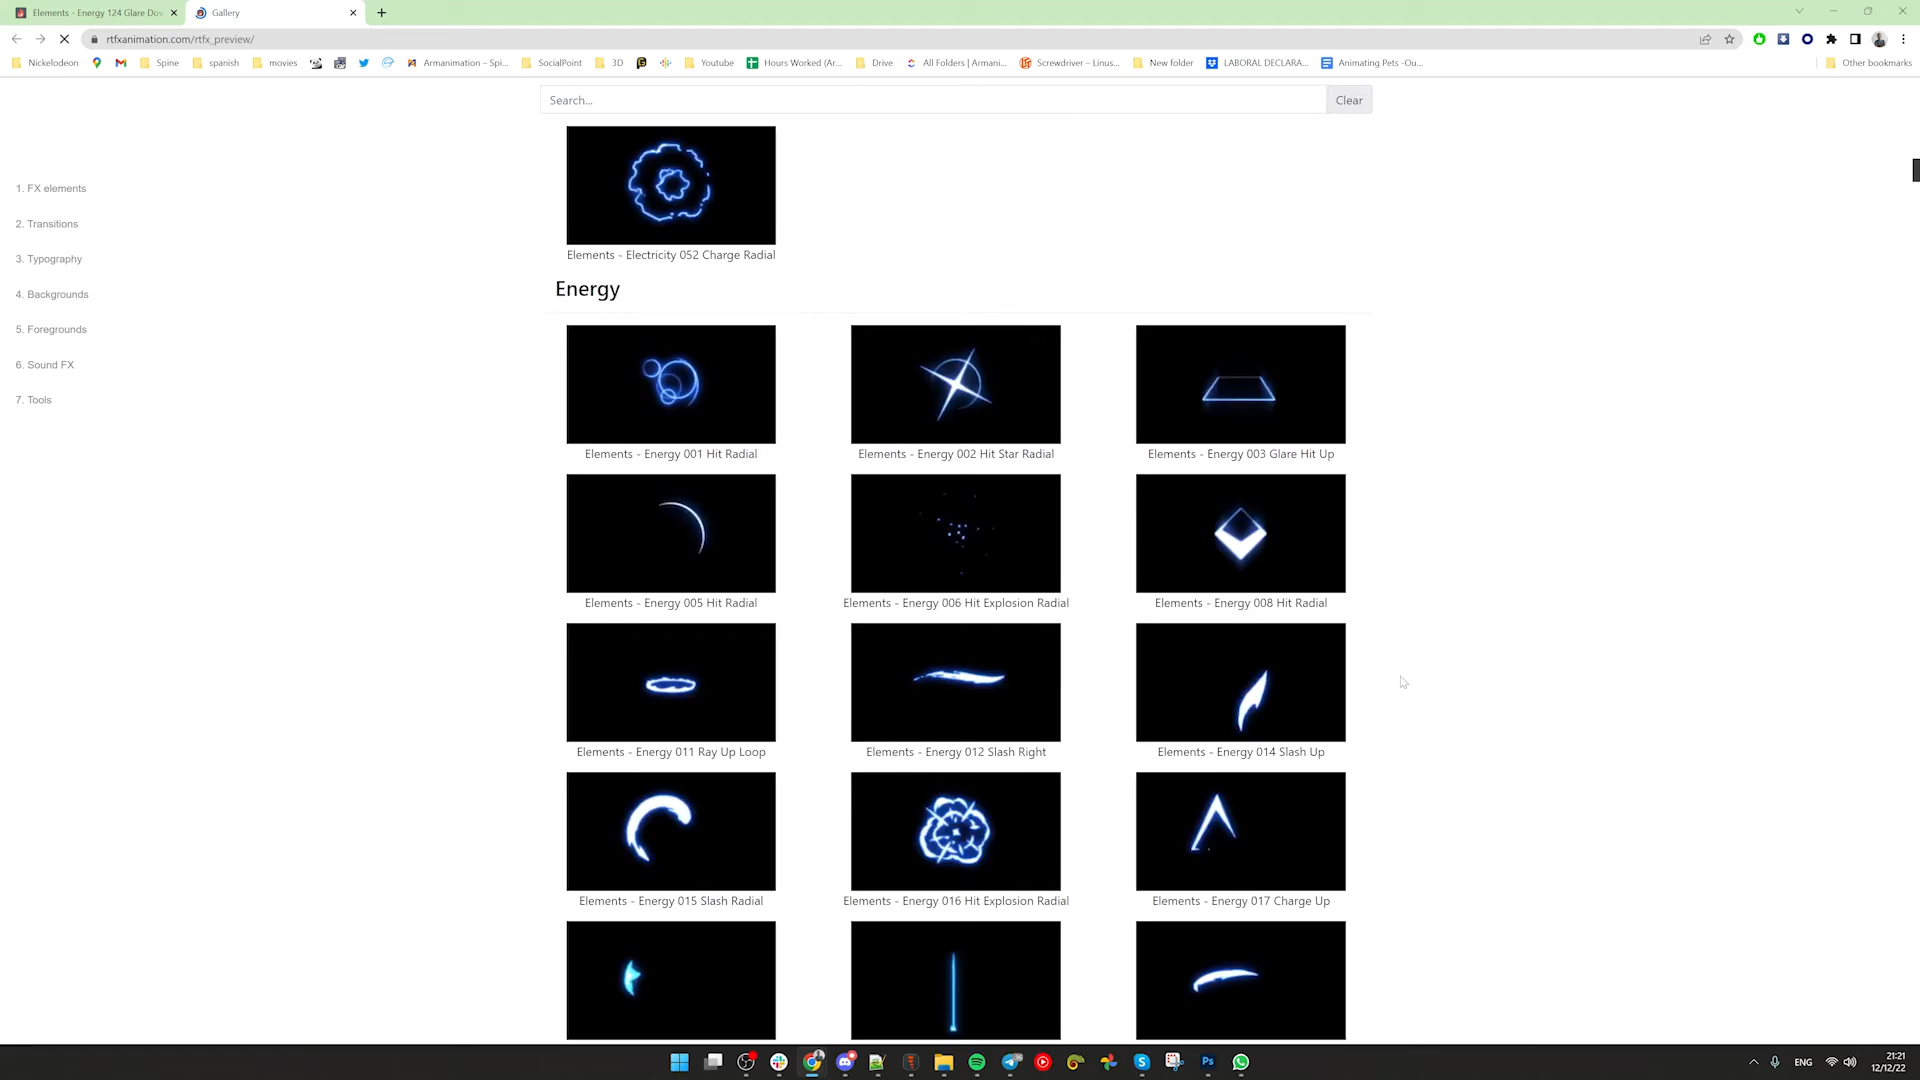 Elements - Energy 124 Glare Dow
Gallery
rtfxanimation.com/rtfx_preview/
Nickelodeon
Spine
spanish
movies
Armanimation – Spi...
SocialPoint
3D
Youtube
Hours Worked (Ar...
Drive
All Folders | Armani...
Screwdriver – Linus...
New folder
LABORAL DECLARA...
Animating Pets -Ou...
Other bookmarks
Search...
Clear
1. FX elements
2. Transitions
3. Typography
4. Backgrounds
5. Foregrounds
6. Sound FX
7. Tools
Elements - Electricity 052 Charge Radial
Energy
Elements - Energy 001 Hit Radial
Elements - Energy 002 Hit Star Radial
Elements - Energy 003 Glare Hit Up
Elements - Energy 005 Hit Radial
Elements - Energy 006 Hit Explosion Radial
Elements - Energy 008 Hit Radial
Elements - Energy 011 Ray Up Loop
Elements - Energy 012 Slash Right
Elements - Energy 014 Slash Up
Elements - Energy 015 Slash Radial
Elements - Energy 016 Hit Explosion Radial
Elements - Energy 017 Charge Up
Ps
ENG
21:21
12/12/22